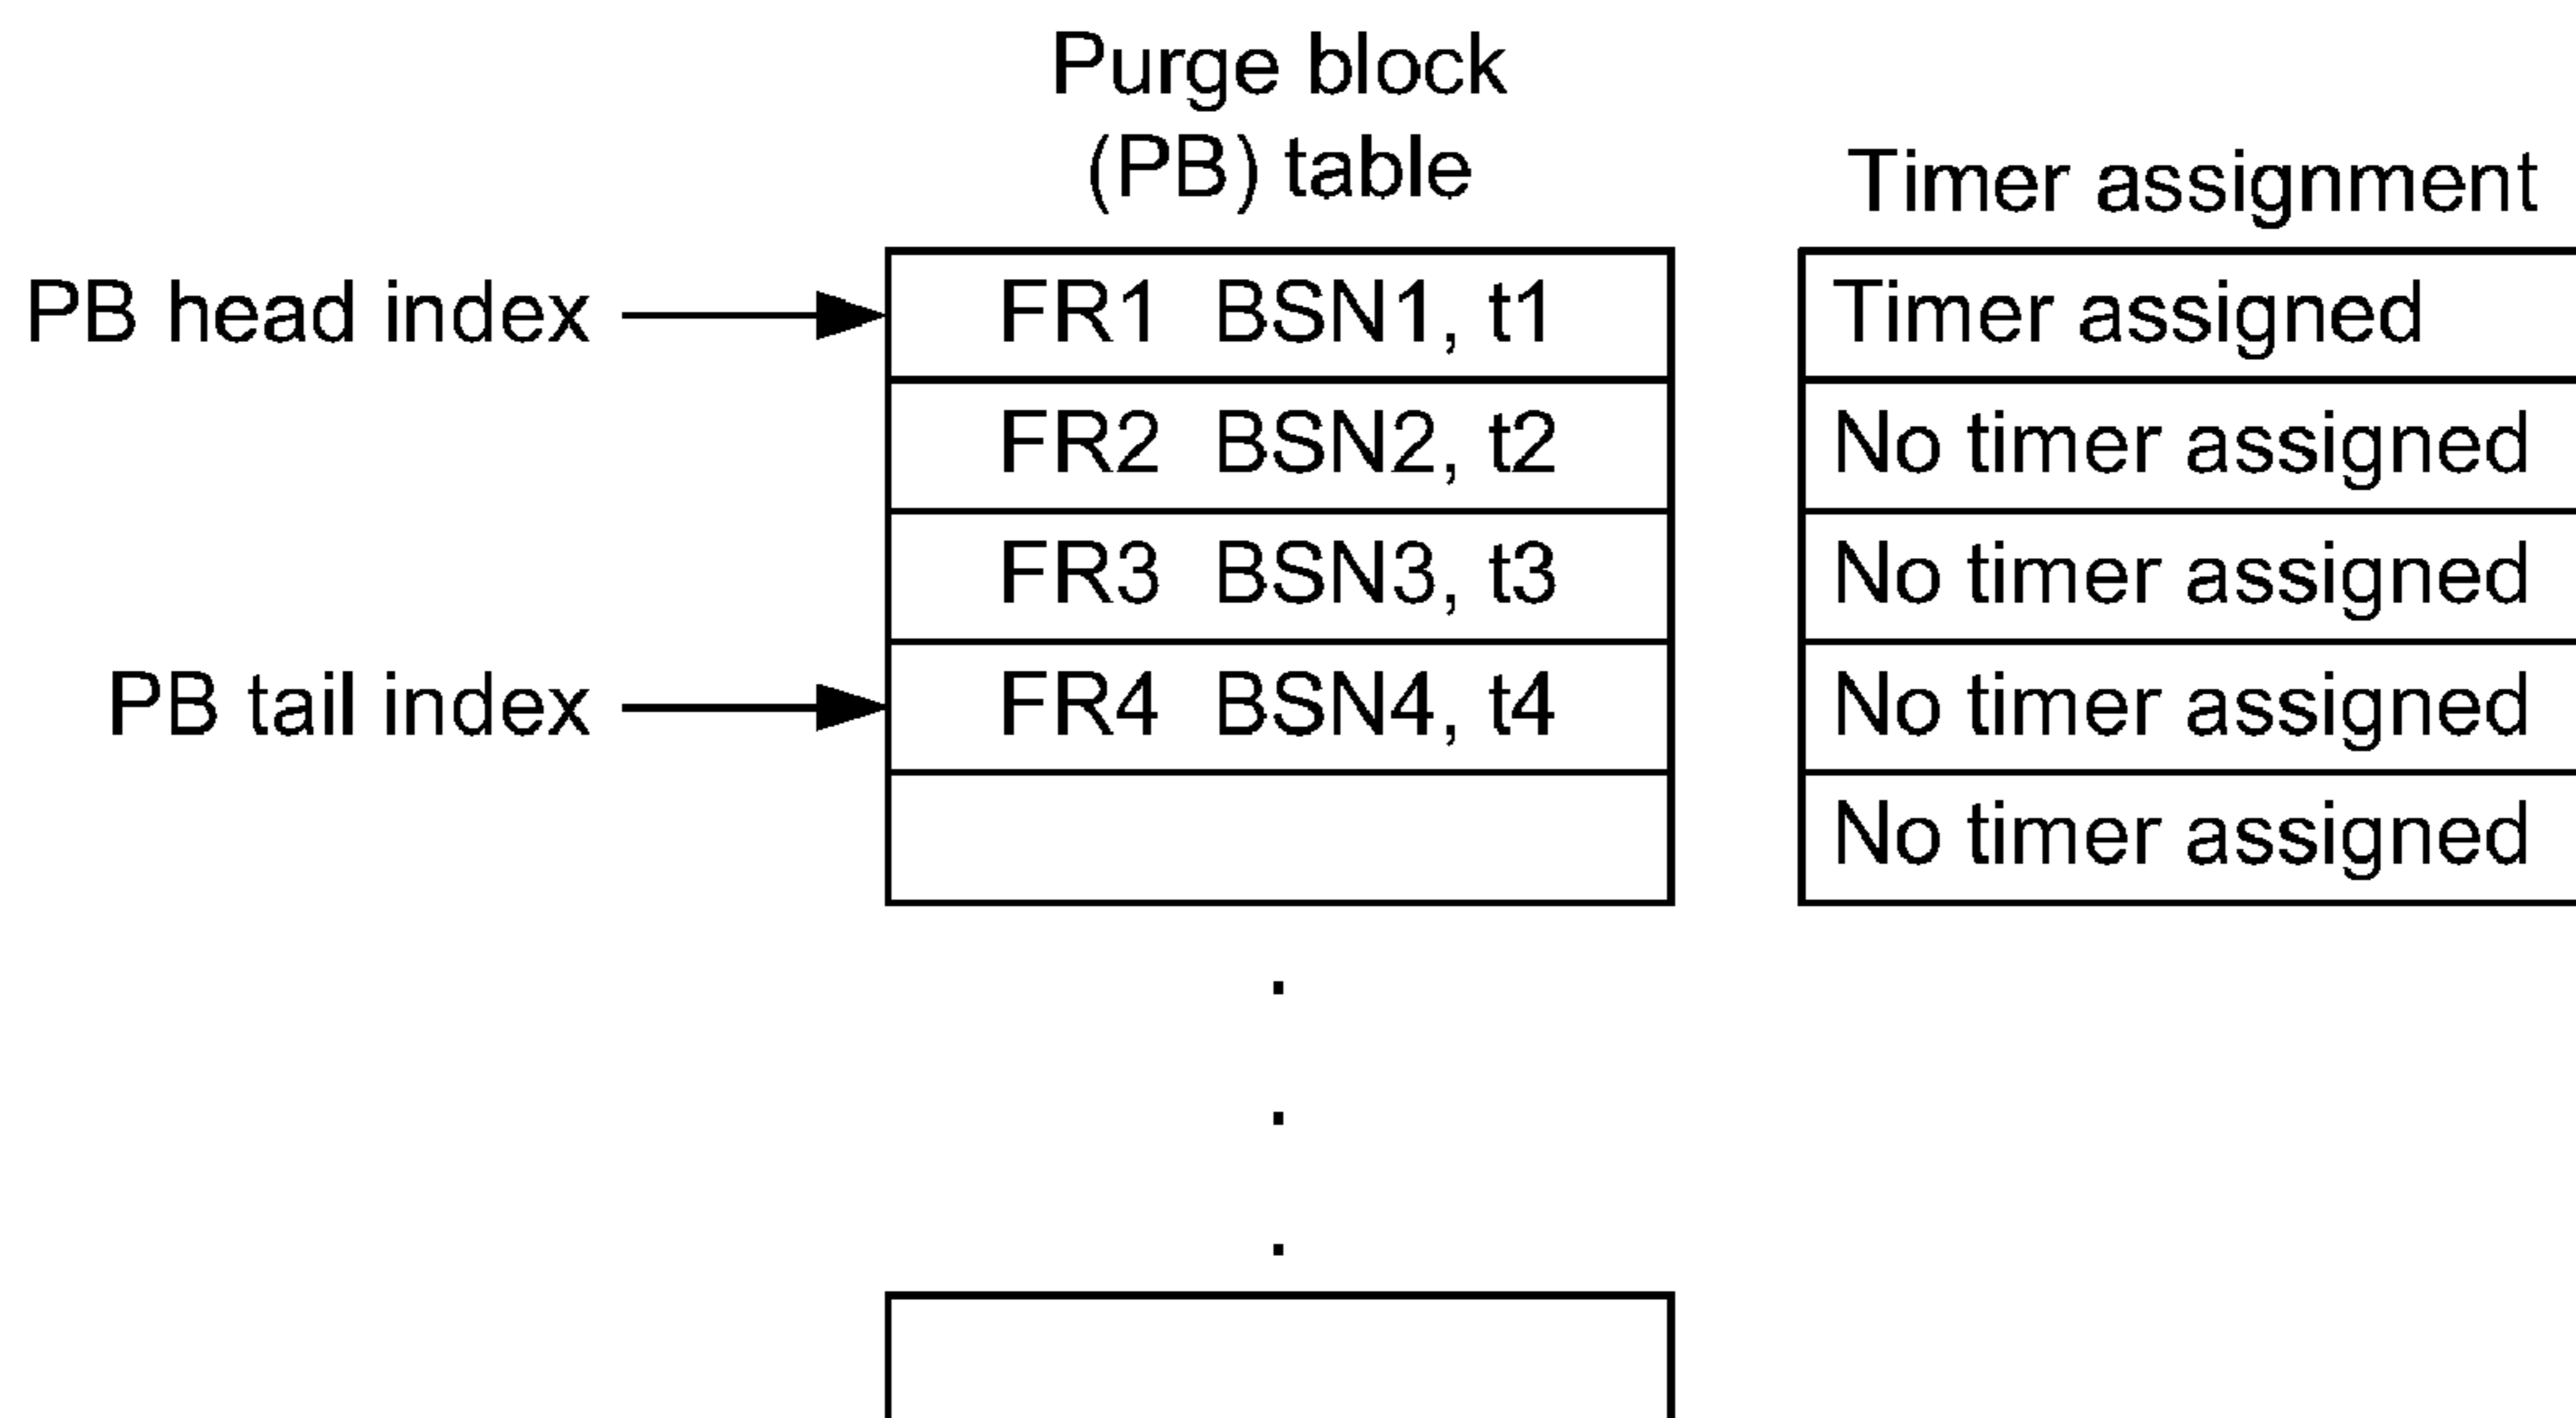 Purge block
(PB) table
Timer assignment
PB head index
FR1 BSN1, t1
Timer assigned
FR2 BSN2, t2
No timer assigned
FR3 BSN3, t3
No timer assigned
PB tail index
FR4 BSN4, t4
No timer assigned
No timer assigned